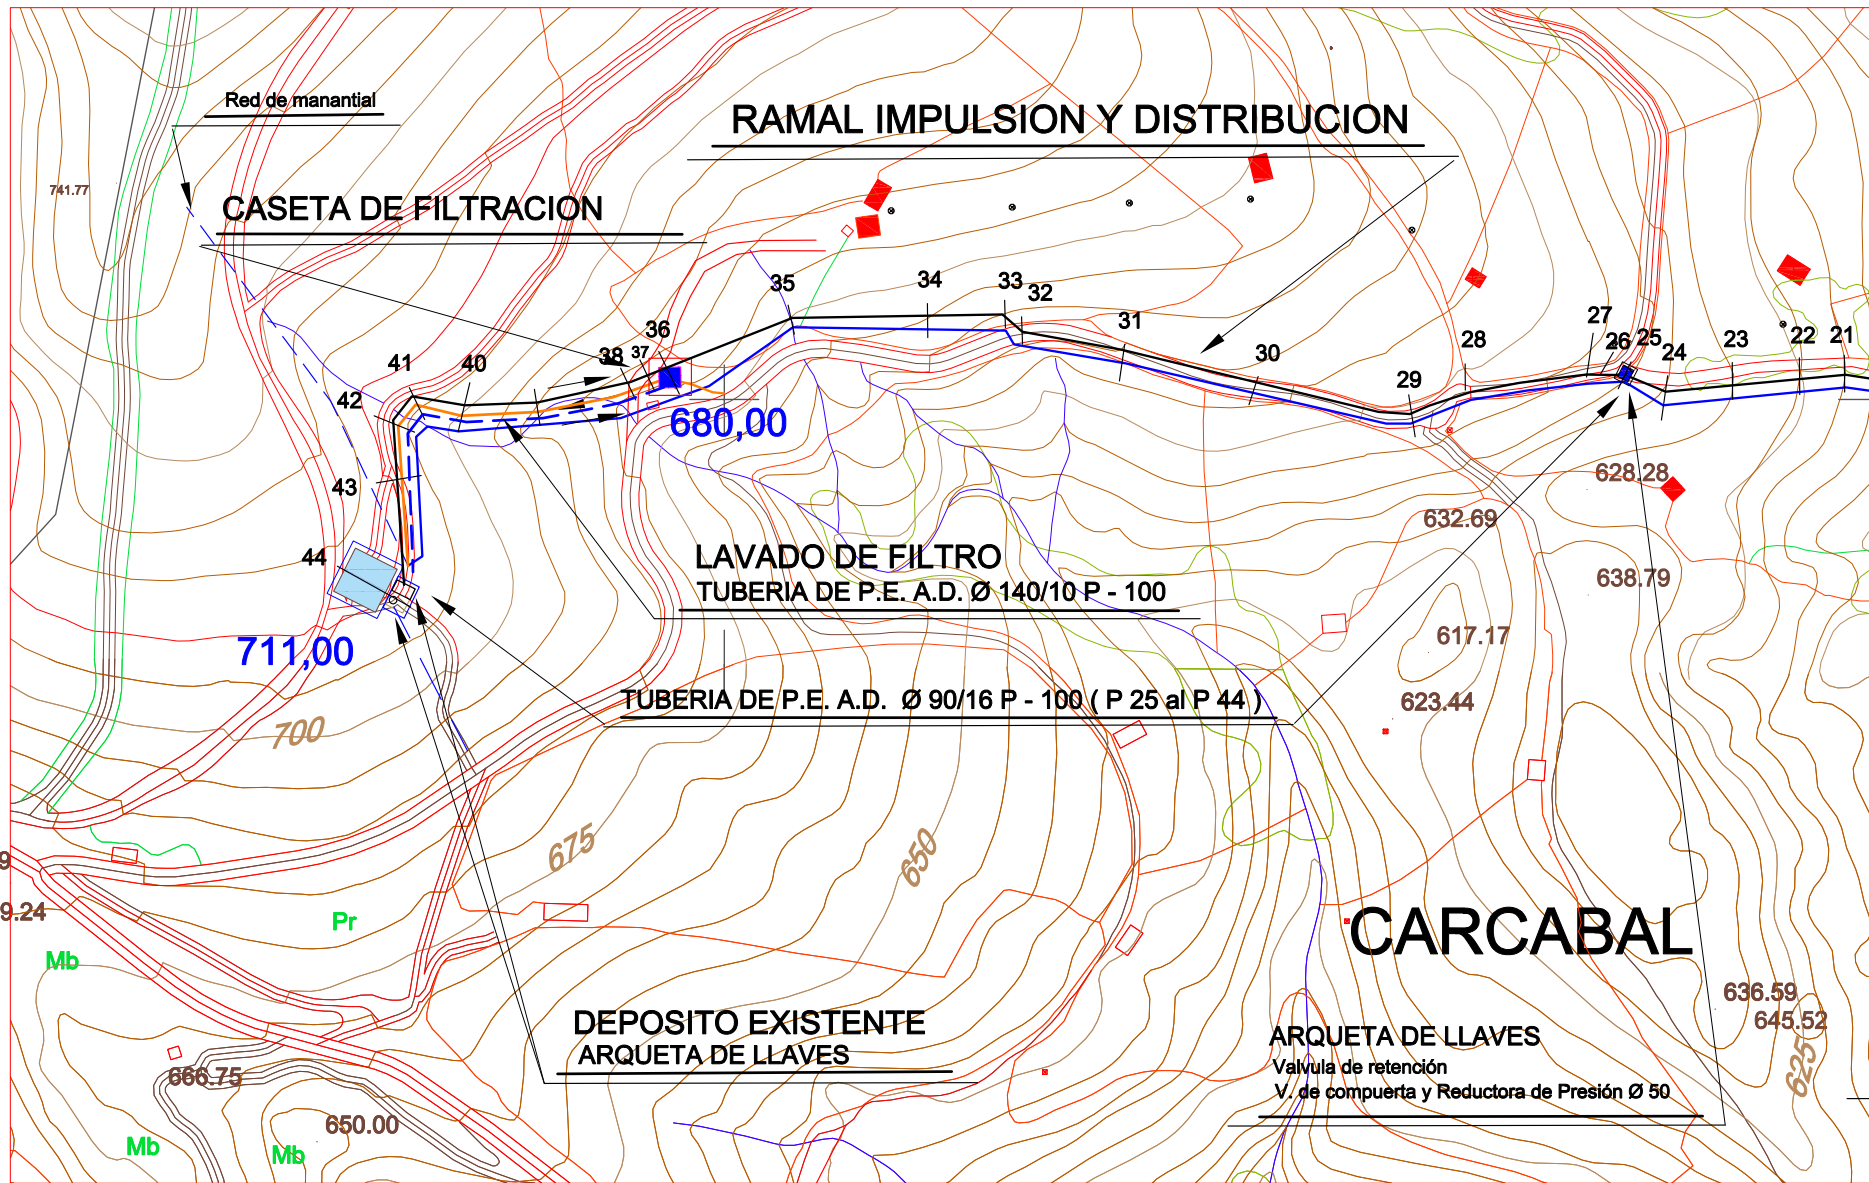 Red de manantial
RAMAL IMPULSION Y DISTRIBUCION
741.77
CASETA DE FILTRACION
35
34
33
32
31
30
29
28
27
26
25
24
23
22
21
36
37
38
40
41
42
43
44
680,00
711,00
628.28
632.69
638.79
617.17
623.44
LAVADO DE FILTRO
TUBERIA DE P.E. A.D. Ø 140/10 P - 100
TUBERIA DE P.E. A.D. Ø 90/16 P - 100 ( P 25 al P 44 )
700
675
650
9
9.24
Pr
Mb
CARCABAL
636.59
645.52
625
DEPOSITO EXISTENTE
ARQUETA DE LLAVES
ARQUETA DE LLAVES
Valvula de retención
V. de compuerta y Reductora de Presión Ø 50
666.75
650.00
Mb
Mb